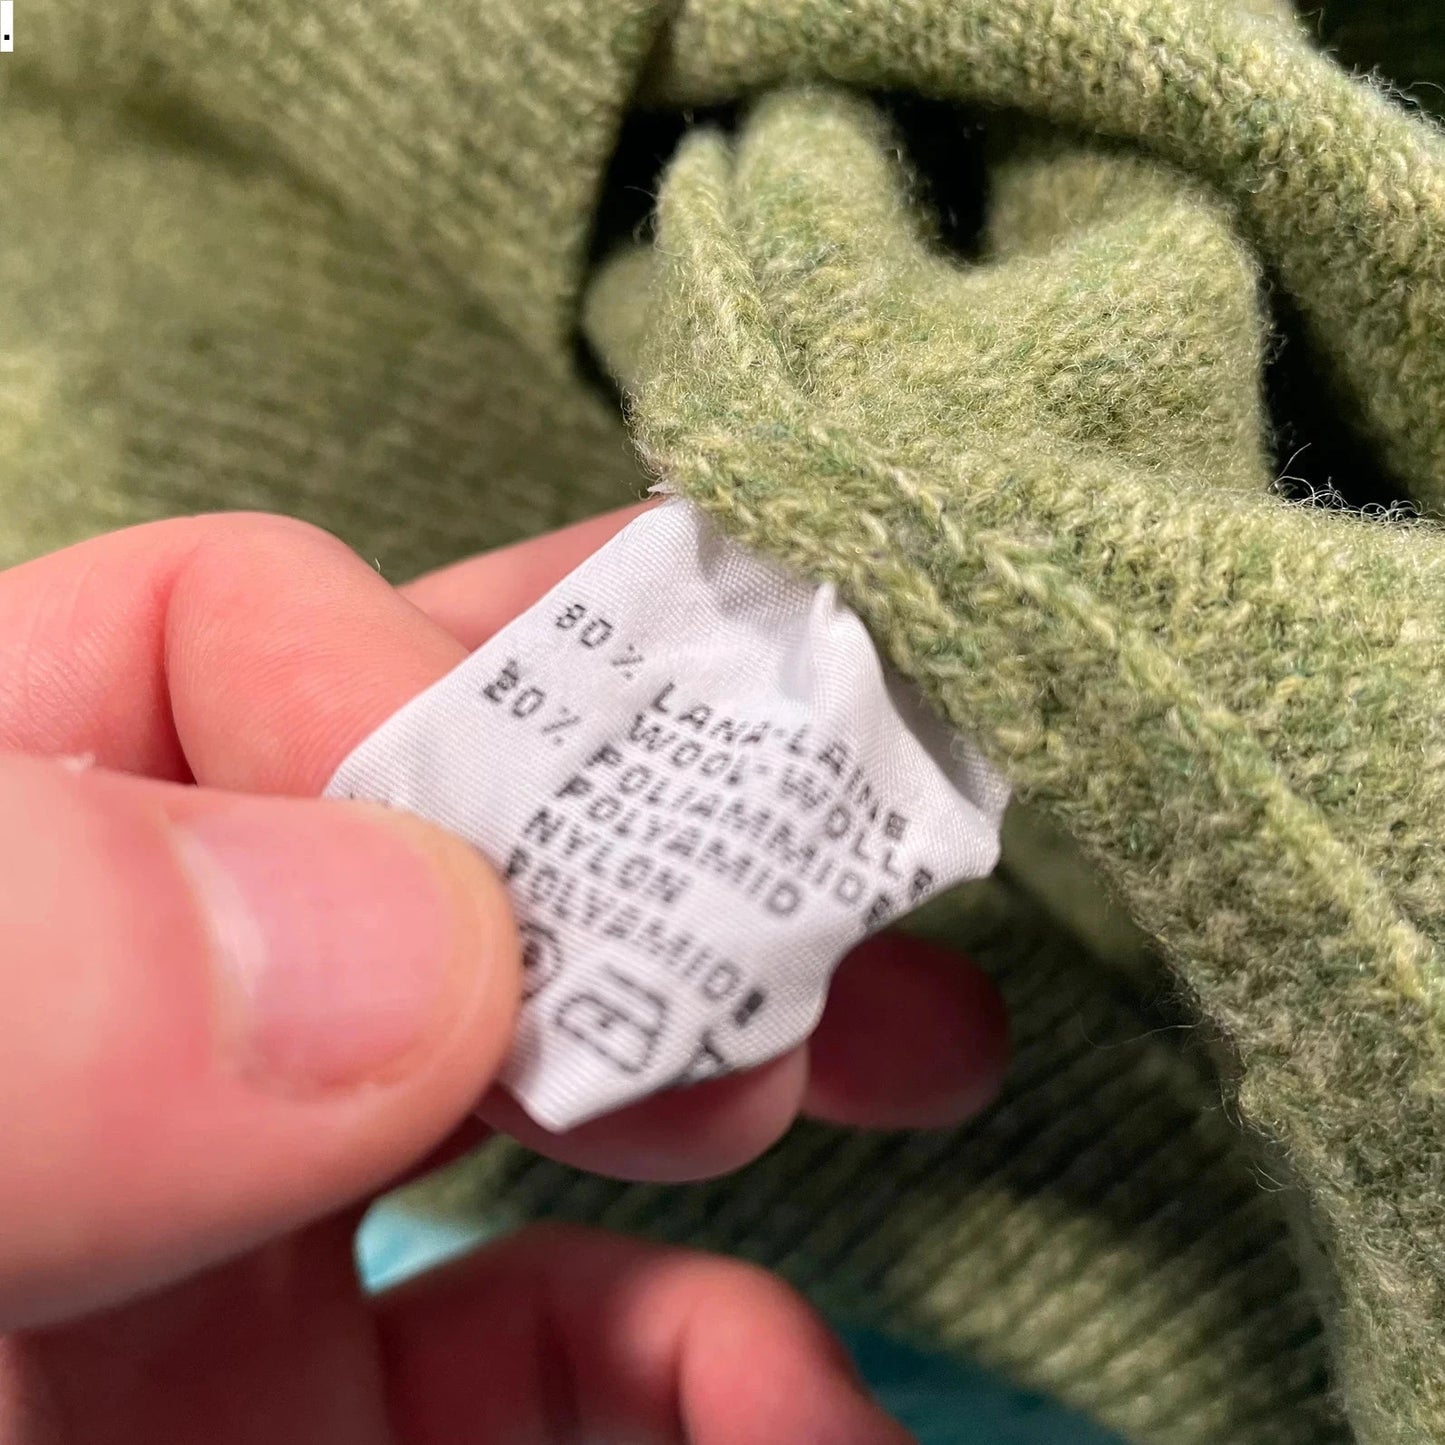 .
80% LANA-LAINE
WOOL-WOLLE
20% POLIAMMIDE
POLYAMID
NYLON
POLYAMIDE